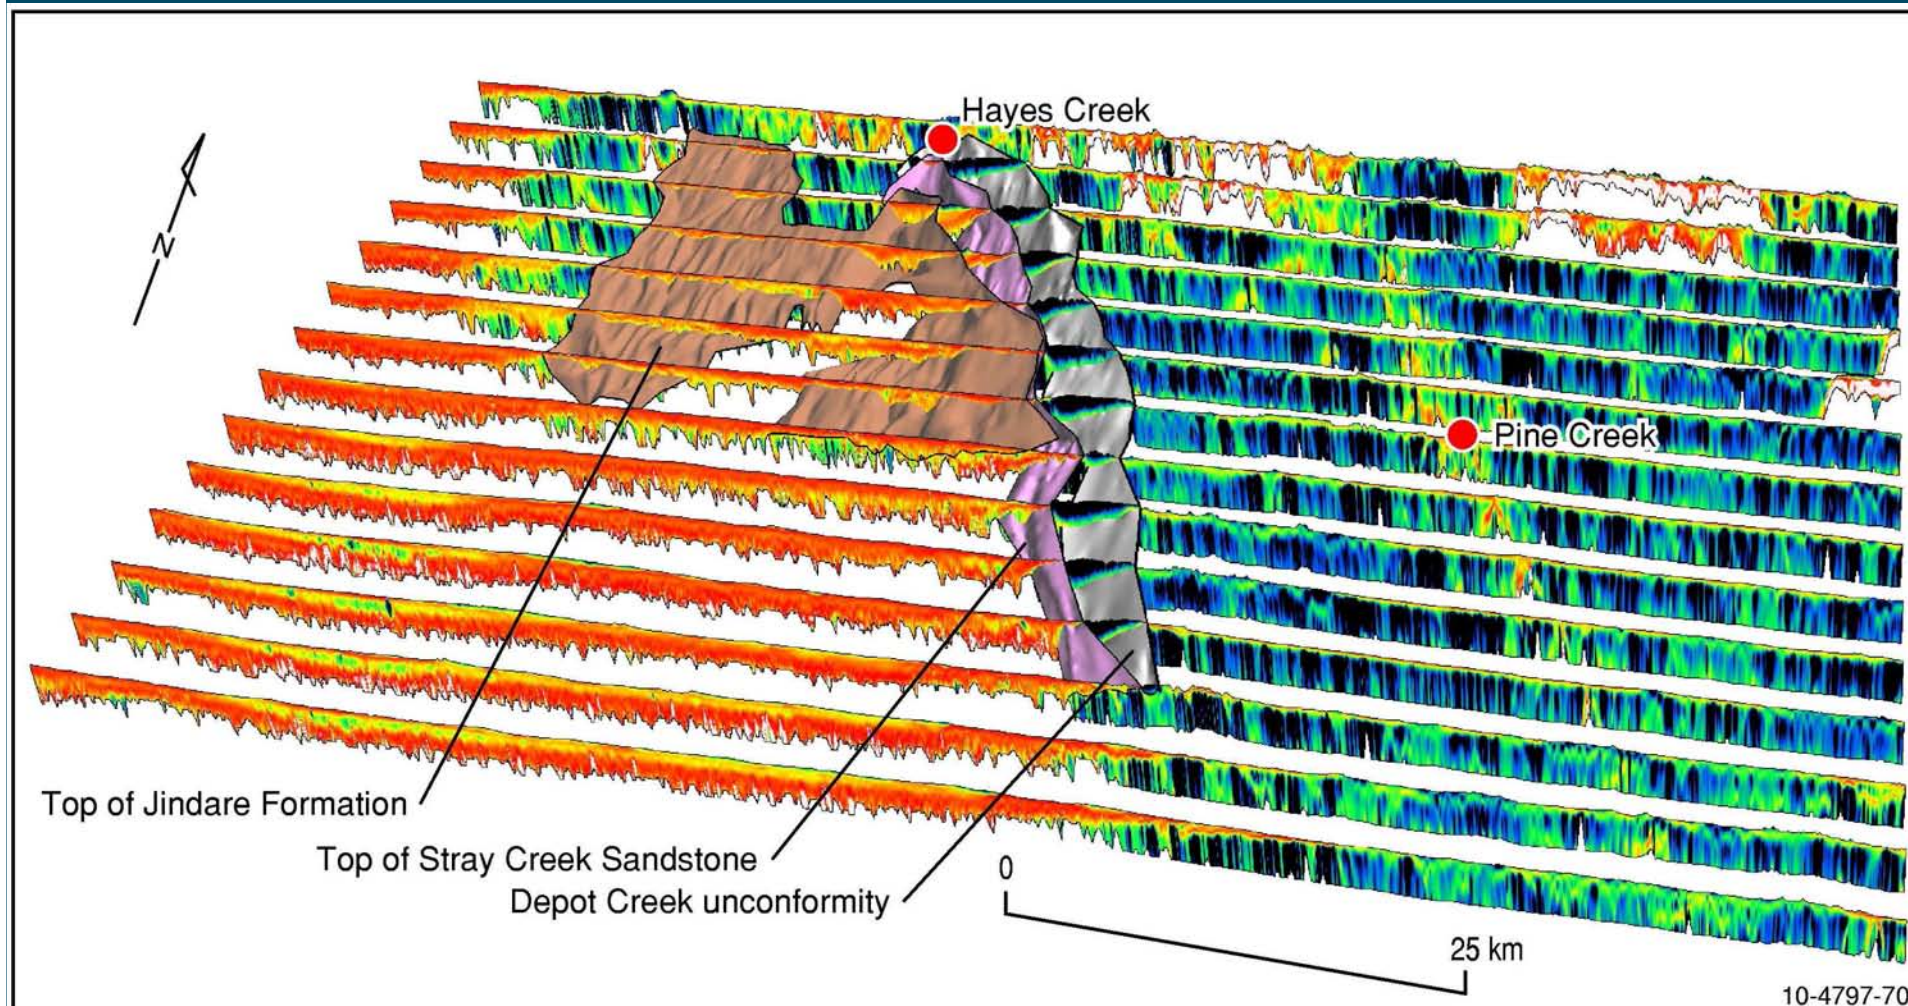 Hayes Creek
N
Pine Creek
Top of Jindare Formation
Top of Stray Creek Sandstone
Depot Creek unconformity
0
25 km
10-4797-70